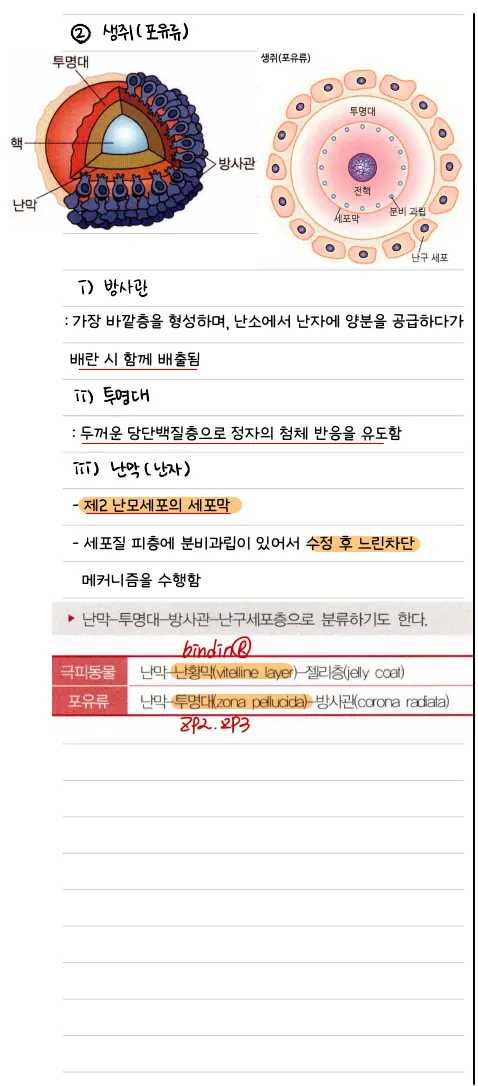 ② 생쥐(포유류)
투명대
핵
방사관
난막
생쥐(포유류)
투명대
전핵
세포막
분비 과립
난구 세포
i) 방사관
: 가장 바깥층을 형성하며, 난소에서 난자에 양분을 공급하다가
배란 시 함께 배출됨
ii) 투명대
: 두꺼운 당단백질층으로 정자의 첨체 반응을 유도함
iii) 난막(난자)
- 제2 난모세포의 세포막
- 세포질 피층에 분비과립이 있어서 수정 후 느린차단
메커니즘을 수행함
▶ 난막–투명대–방사관–난구세포층으로 분류하기도 한다.
bindinⓇ
극피동물 난막–난황막(vitelline layer)–젤리층(jelly coat)
포유류 난막–투명대(zona pellucida)–방사관(corona radiata)
ZP2. ZP3